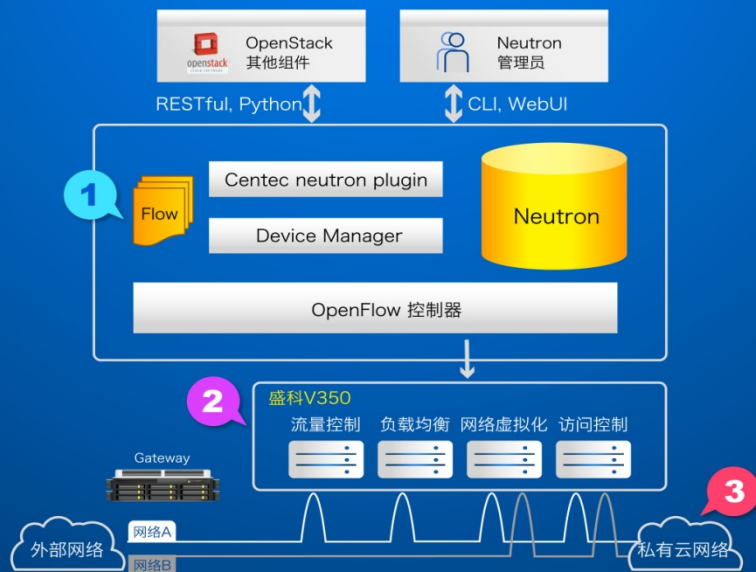 OpenStack
其他组件
openstack
CLOUD SOFTWARE
Neutron
管理员
RESTful, Python
CLI, WebUI
1
Flow
Centec neutron plugin
Device Manager
Neutron
OpenFlow 控制器
2
盛科V350
流量控制 负载均衡 网络虚拟化 访问控制
Gateway
3
网络A
外部网络
私有云网络
网络B